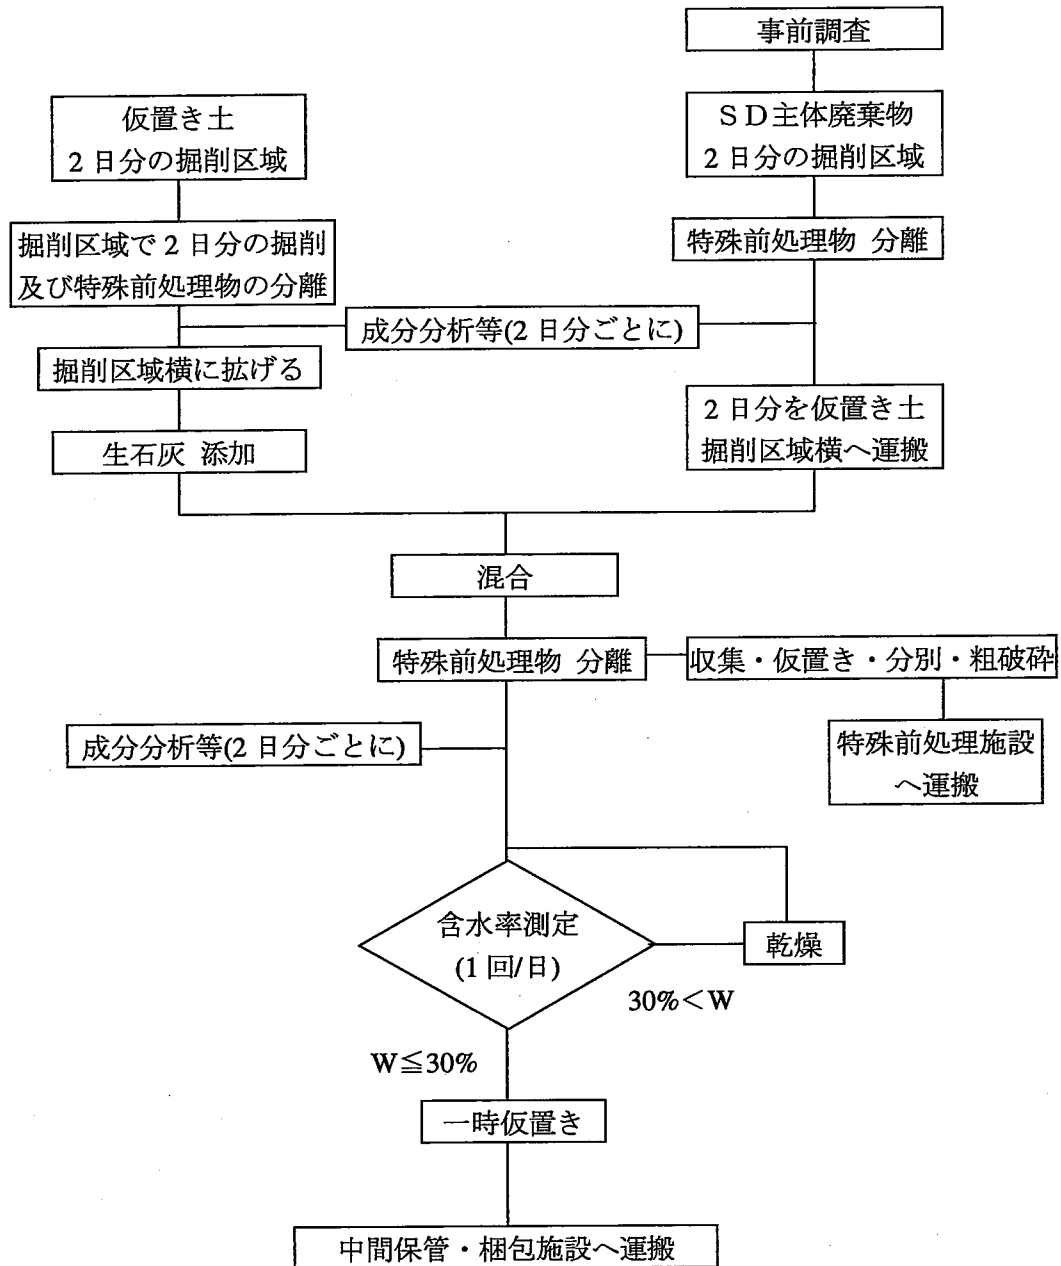 事前調査
仮置き土
2日分の掘削区域
SD主体廃棄物
2日分の掘削区域
掘削区域で2日分の掘削
及び特殊前処理物の分離
特殊前処理物 分離
成分分析等(2日分ごとに)
掘削区域横に拡げる
2日分を仮置き土
掘削区域横へ運搬
生石灰 添加
混合
特殊前処理物 分離
収集・仮置き・分別・粗破砕
成分分析等(2日分ごとに)
特殊前処理施設
へ運搬
含水率測定
(1回/日)
乾燥
30%<W
W≦30%
一時仮置き
中間保管・梱包施設へ運搬